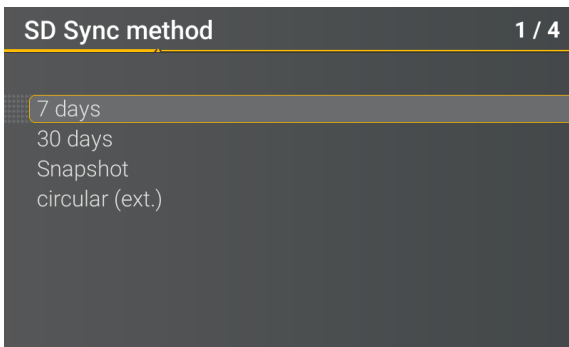 SD Sync method 1 / 4
7 days
30 days
Snapshot
circular (ext.)